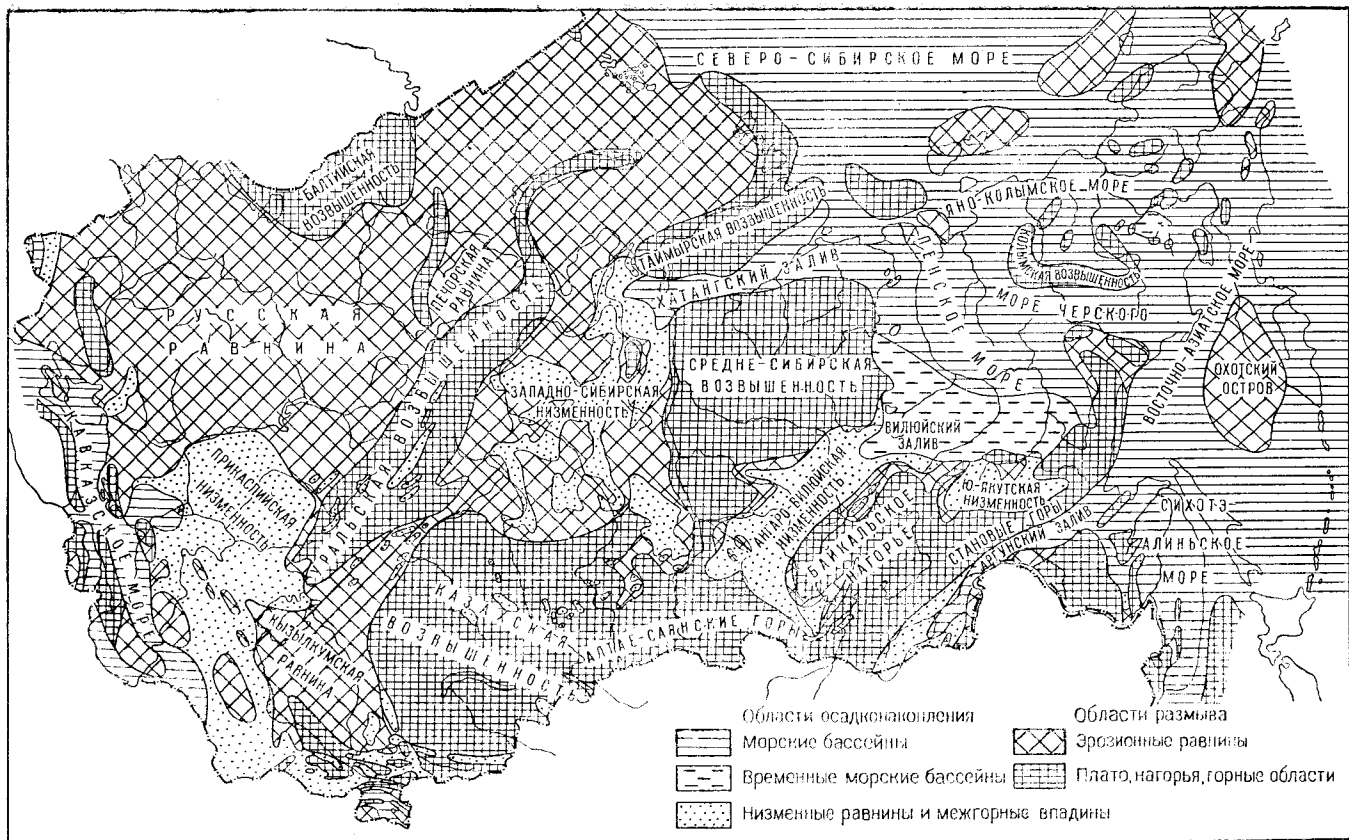 СЕВЕРО-СИБИРСКОЕ МОРЕ
БАЛТИЙСКАЯ
ВОЗВЫШЕННОСТЬ
ПЕЧОРСКАЯ
РАВНИНА
ТАЙМЫРСКАЯ ВОЗВЫШЕННОСТЬ
ЯНО-КОЛЫМСКОЕ МОРЕ
ХАТАНГСКИЙ ЗАЛИВ
ЛЕНСКОЕ МОРЕ
ВОЗВЫШЕННОСТЬ
МОРЕ ЧЕРСКОГО
ВОСТОЧНО-АЗИАТСКОЕ МОРЕ
ОХОТСКИЙ
ОСТРОВ
РУССКАЯ
РАВНИНА
УРАЛЬСКАЯ ВОЗВЫШЕННОСТЬ
ЗАПАДНО-СИБИРСКАЯ
НИЗМЕННОСТЬ
СРЕДНЕ-СИБИРСКАЯ
ВОЗВЫШЕННОСТЬ
ВИЛЮЙСКИЙ
ЗАЛИВ
КАВКАЗСКОЕ МОРЕ
ПРИКАСПИЙСКАЯ
НИЗМЕННОСТЬ
АНГАРО-ВИЛЮЙСКАЯ
НИЗМЕННОСТЬ
БАЙКАЛЬСКОЕ
НАГОРЬЕ
Ю-ЯКУТСКАЯ
НИЗМЕННОСТЬ
СТАНОВЫЕ ГОРЫ
АРГУНСКИЙ ЗАЛИВ
СИХОТЭ-
АЛИНЬСКОЕ
МОРЕ
КЫЗЫЛКУМСКАЯ
РАВНИНА
КАЗАХСКАЯ
ВОЗВЫШЕННОСТЬ
АЛТАЕ-САЯНСКИЕ ГОРЫ
Области осадконакопления
Морские бассейны
Временные морские бассейны
Низменные равнины и межгорные впадины
Области размыва
Эрозионные равнины
Плато, нагорья, горные области